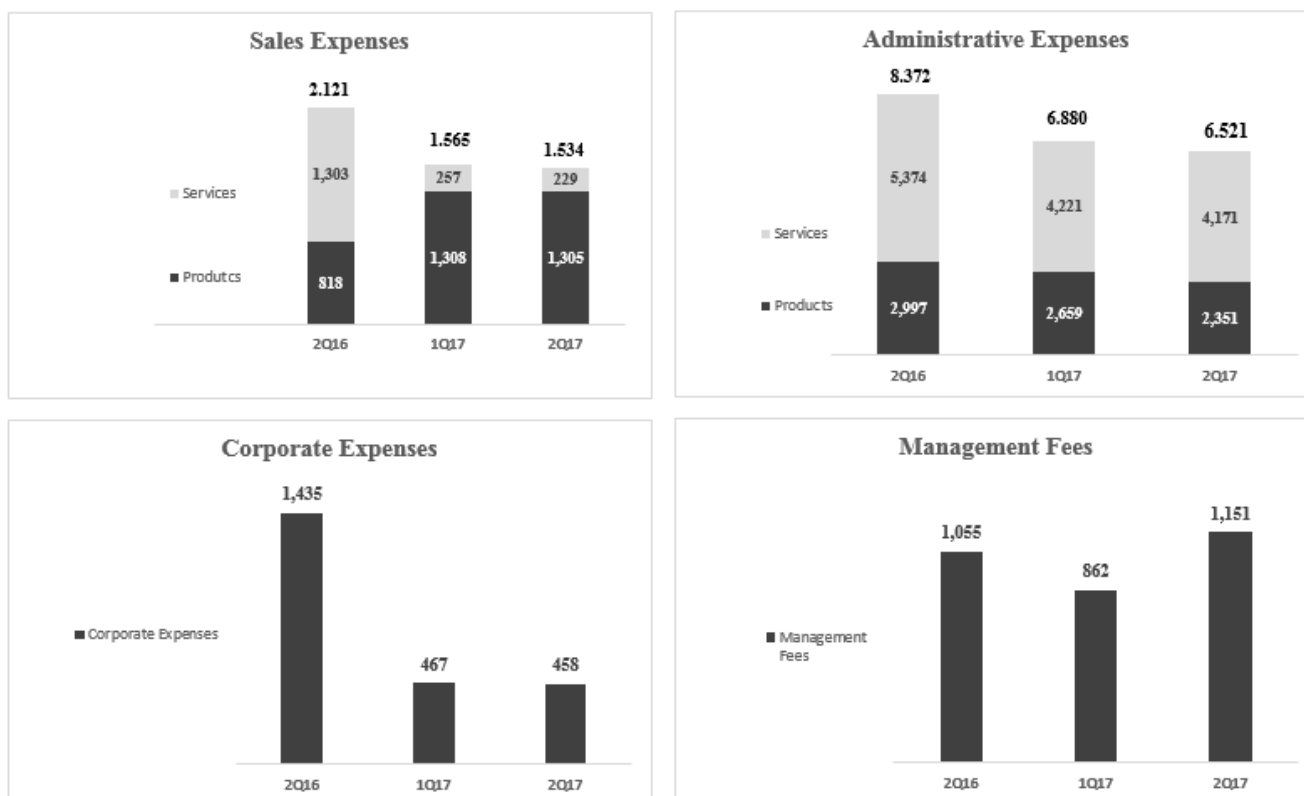 Sales Expenses
2.121
1.565
1.534
1,303
257
229
Services
1,308
1,305
Produtcs
818
2Q16 1Q17 2Q17
Administrative Expenses
8.372
6.880
6.521
5,374
4,221
4,171
Services
Products
2,997
2,659
2,351
2Q16 1Q17 2Q17
Corporate Expenses
1,435
Corporate Expenses
467
458
2Q16 1Q17 2Q17
Management Fees
1,055
862
1,151
Management
Fees
2Q16 1Q17 2Q17